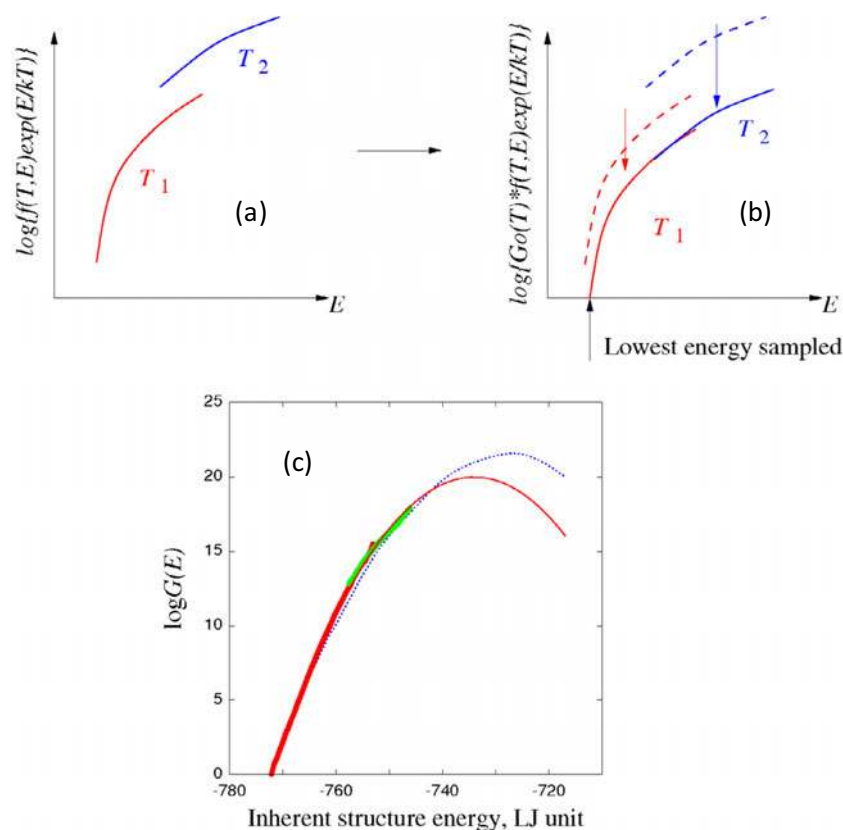 log{f(T,E)exp(E/kT)}
T 1
T 2
(a)
E
log{Go(T)*f(T,E)exp(E/kT)}
T 1
T 2
(b)
E
Lowest energy sampled
(c)
logG(E)
25
20
15
10
5
0
-780 -760 -740 -720
Inherent structure energy, LJ unit